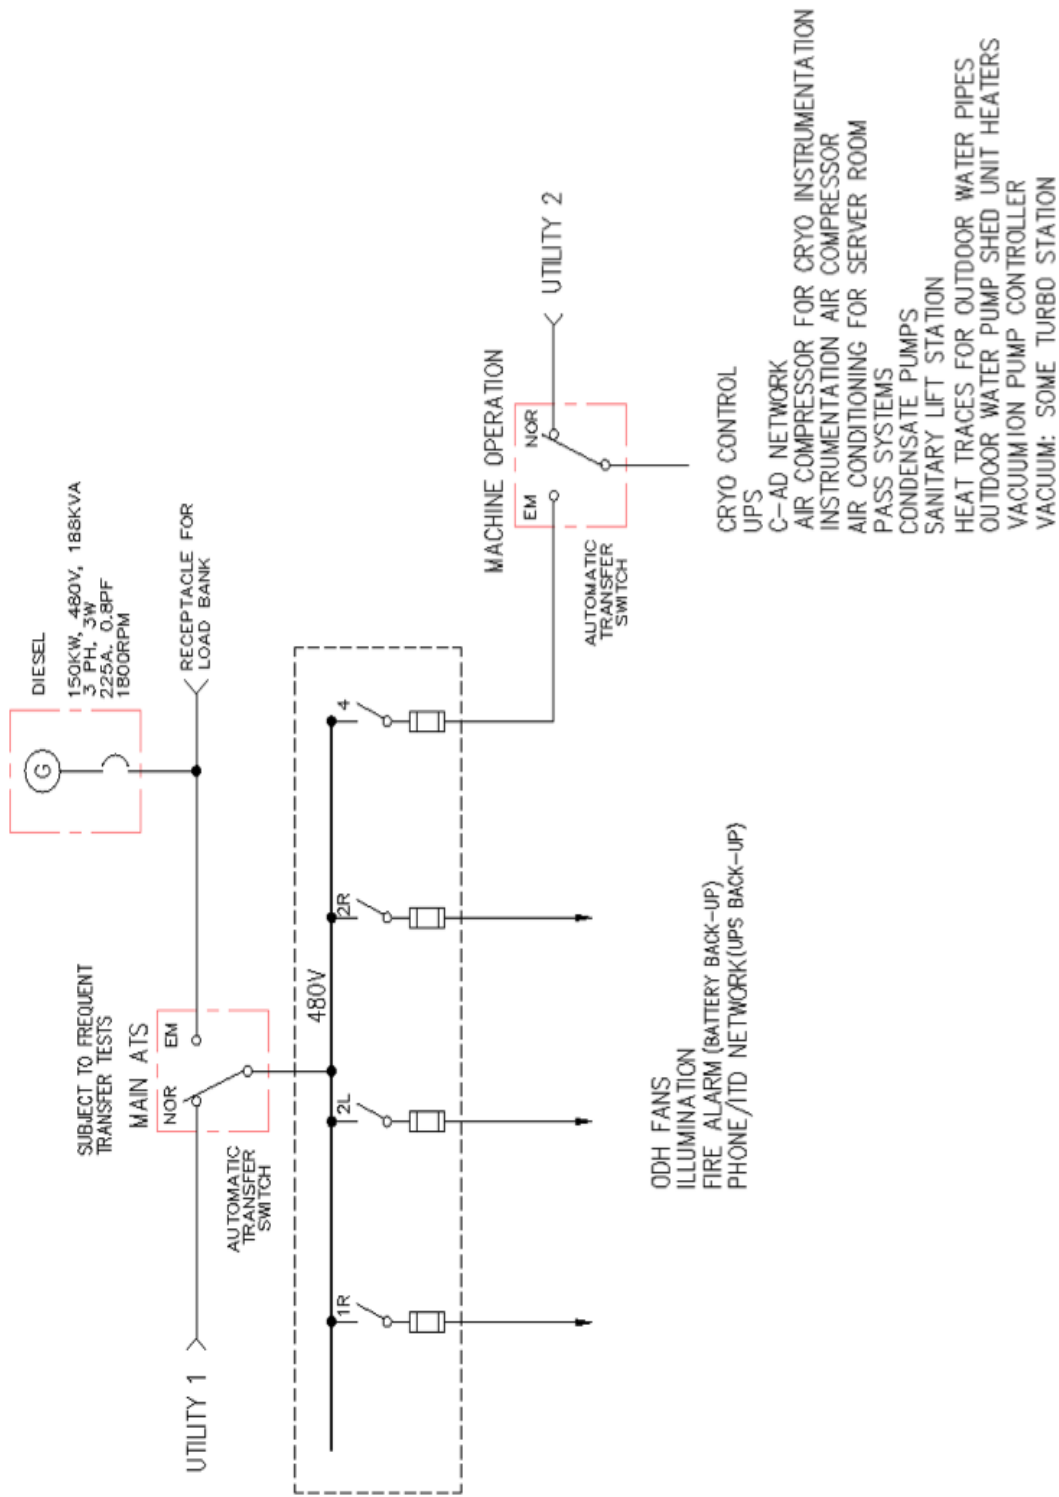 DIESEL
150KW, 480V, 188KVA
3 PH, 3W
225A. 0.8PF
1800RPM
G
RECEPTACLE FOR
LOAD BANK
SUBJECT TO FREQUENT
TRANSFER TESTS
MAIN ATS
NOR
EM
AUTOMATIC
TRANSFER
SWITCH
UTILITY 1
480V
1R
2L
2R
4
MACHINE OPERATION
EM
NOR
UTILITY 2
AUTOMATIC
TRANSFER
SWITCH
ODH FANS
ILLUMINATION
FIRE ALARM (BATTERY BACK-UP)
PHONE/ITD NETWORK(UPS BACK-UP)
CRYO CONTROL
UPS
C-AD NETWORK
AIR COMPRESSOR FOR CRYO INSTRUMENTATION
INSTRUMENTATION AIR COMPRESSOR
AIR CONDITIONING FOR SERVER ROOM
PASS SYSTEMS
CONDENSATE PUMPS
SANITARY LIFT STATION
HEAT TRACES FOR OUTDOOR WATER PIPES
OUTDOOR WATER PUMP SHED UNIT HEATERS
VACUUM ION PUMP CONTROLLER
VACUUM: SOME TURBO STATION